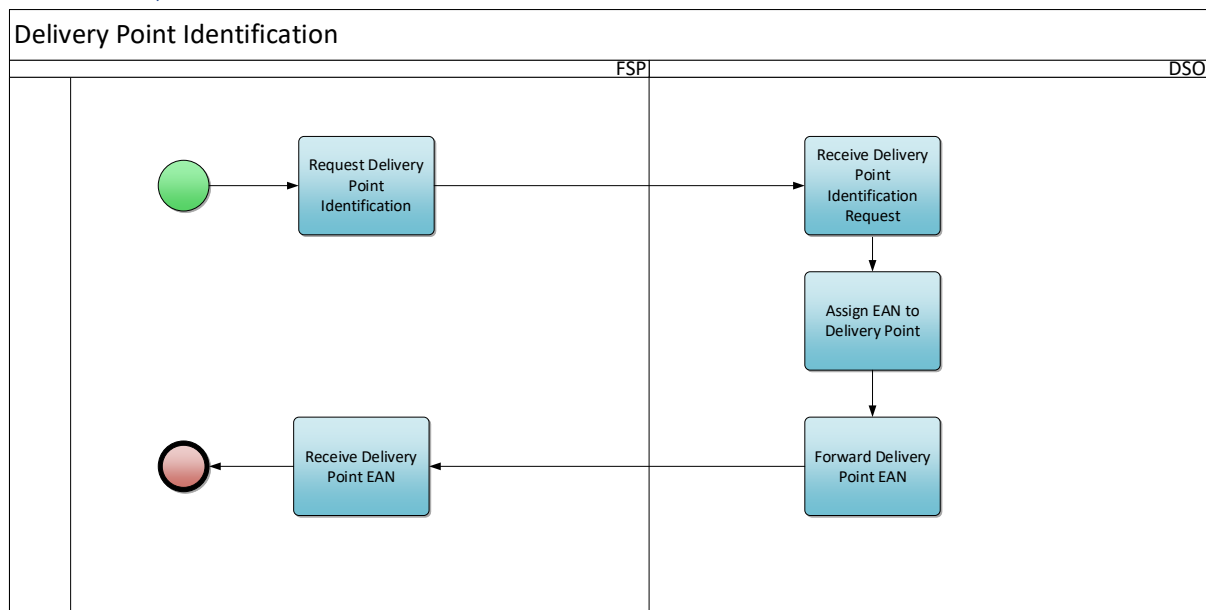 Delivery Point Identification
FSP
DSO
Request Delivery
Point
Identification
Receive Delivery
Point
Identification
Request
Assign EAN to
Delivery Point
Forward Delivery
Point EAN
Receive Delivery
Point EAN